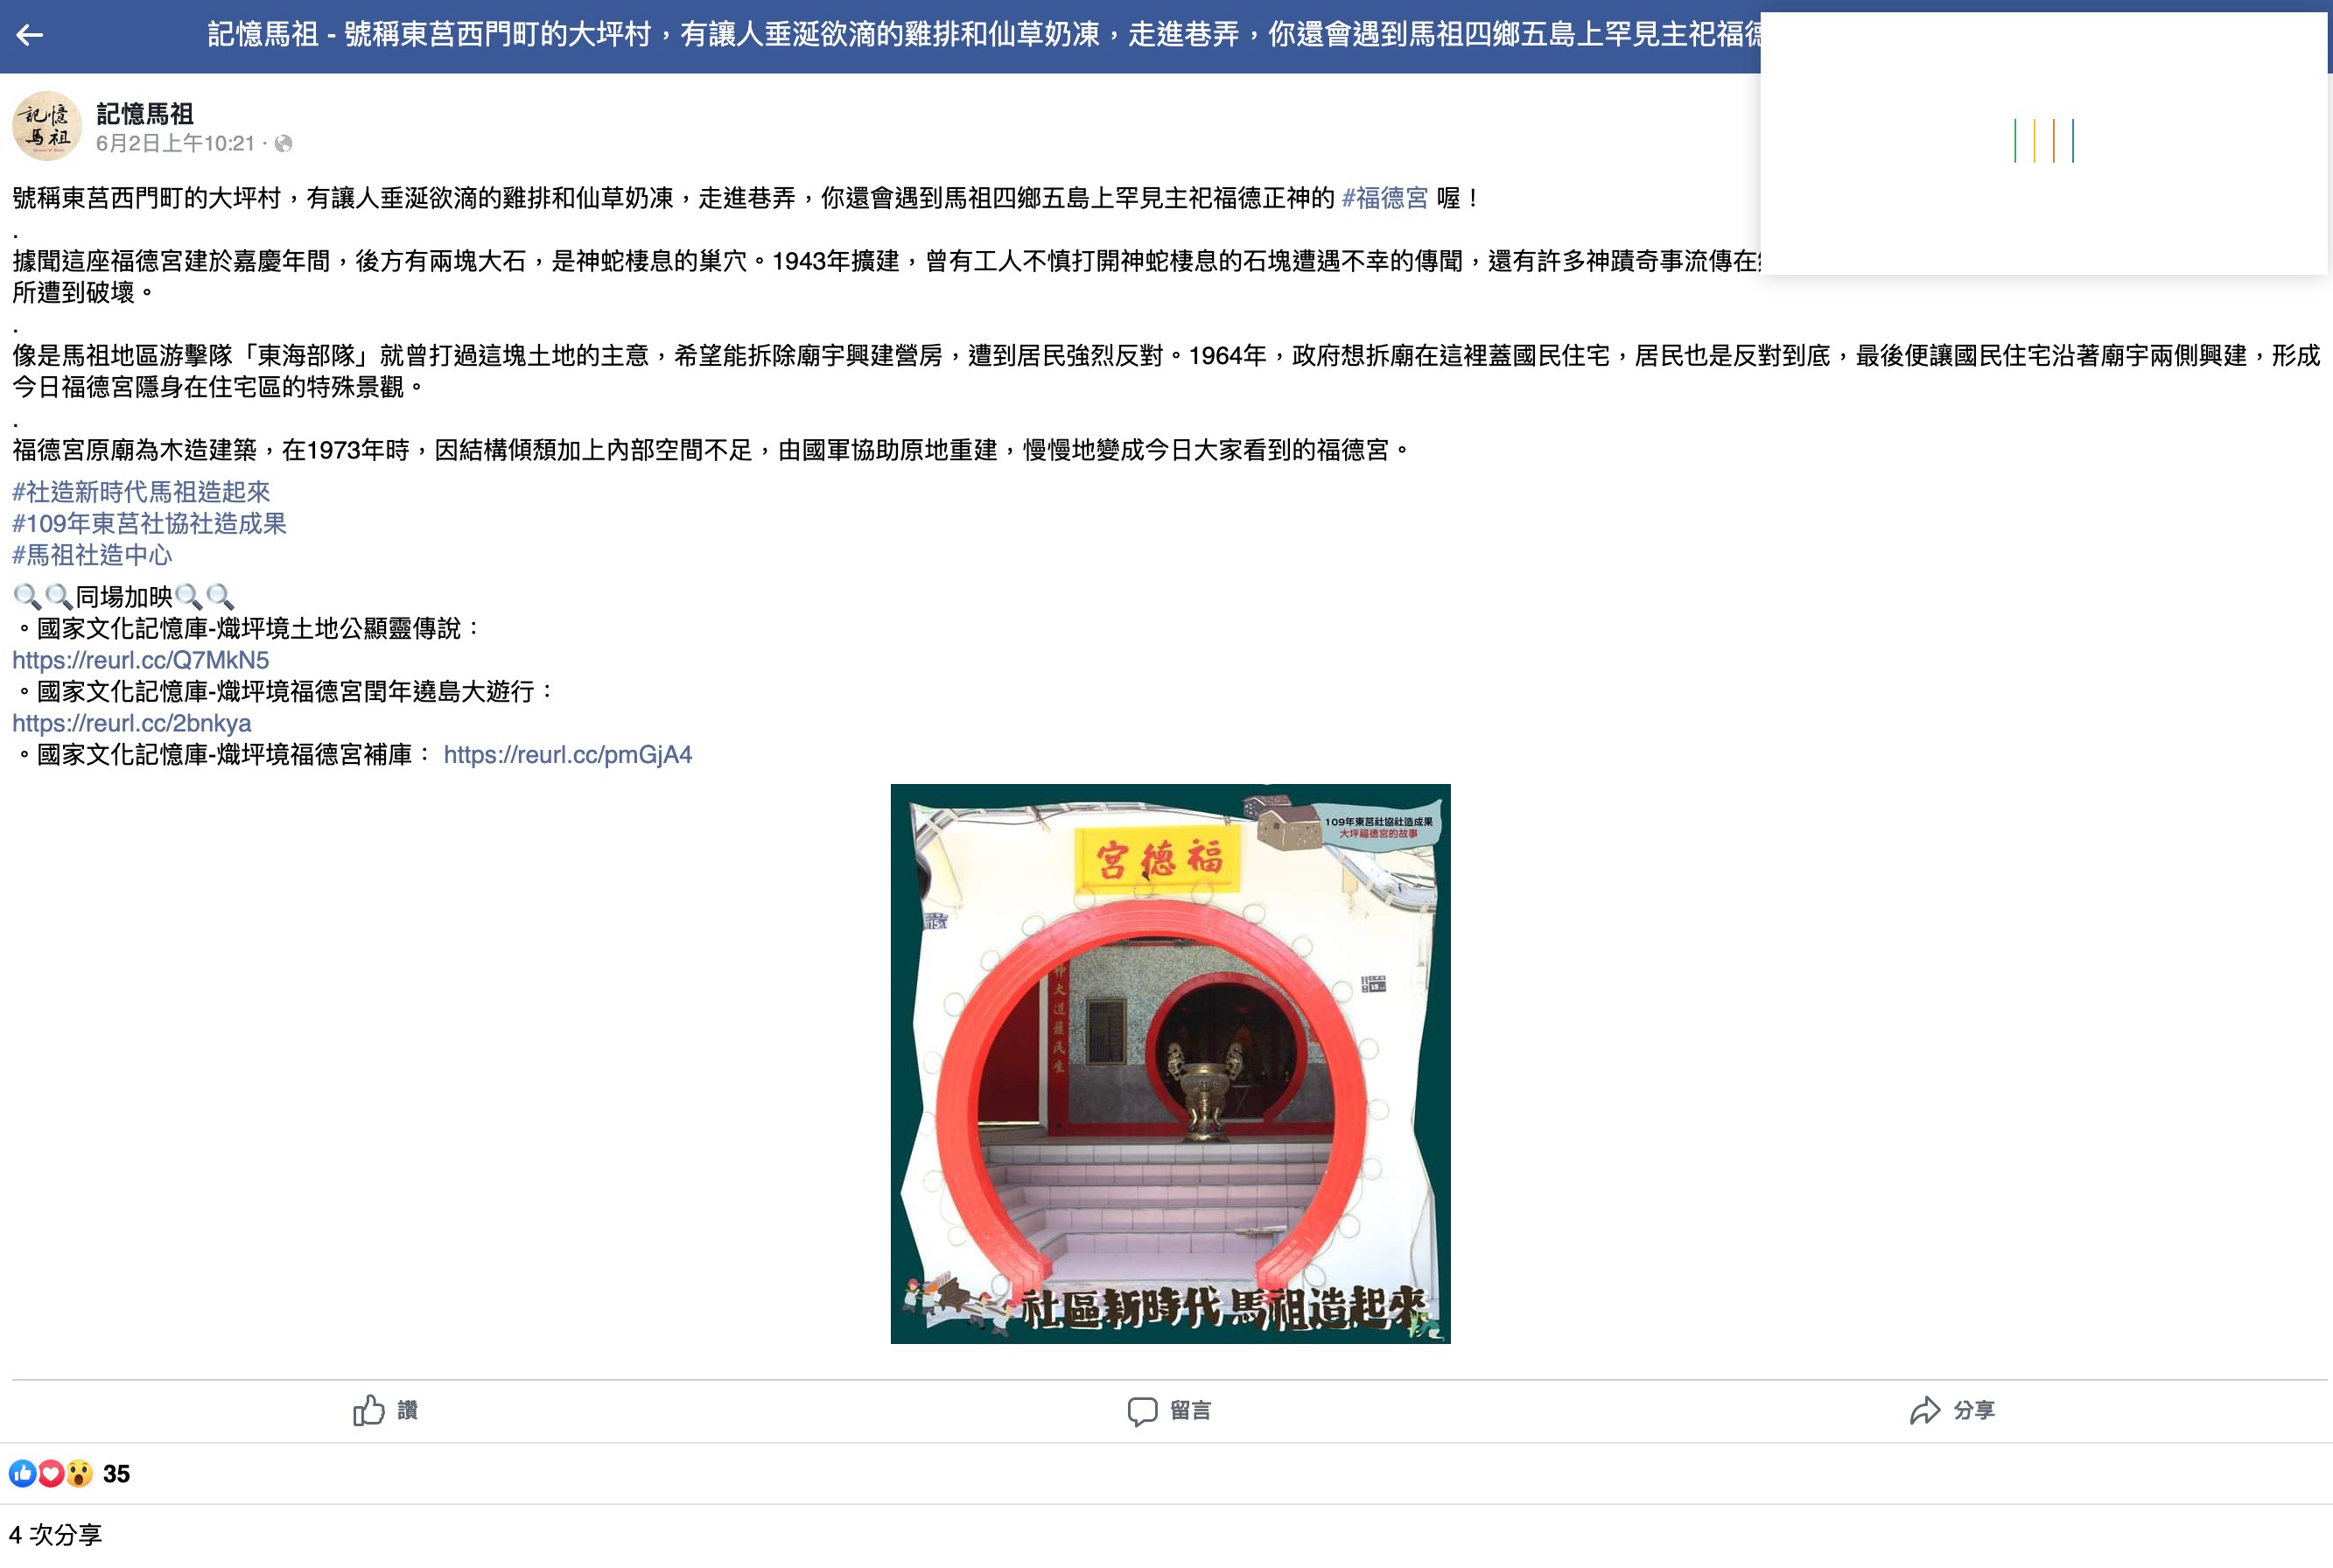 記憶馬祖 - 號稱東莒西門町的大坪村，有讓人垂涎欲滴的雞排和仙草奶凍，走進巷弄，你還會遇到馬祖四鄉五島上罕見主祀福德
記憶馬祖
記憶馬祖
6月2日上午10:21 ·
號稱東莒西門町的大坪村，有讓人垂涎欲滴的雞排和仙草奶凍，走進巷弄，你還會遇到馬祖四鄉五島上罕見主祀福德正神的 #福德宮 喔！
.
據聞這座福德宮建於嘉慶年間，後方有兩塊大石，是神蛇棲息的巢穴。1943年擴建，曾有工人不慎打開神蛇棲息的石塊遭遇不幸的傳聞，還有許多神蹟奇事流傳在
所遭到破壞。
.
像是馬祖地區游擊隊「東海部隊」就曾打過這塊土地的主意，希望能拆除廟宇興建營房，遭到居民強烈反對。1964年，政府想拆廟在這裡蓋國民住宅，居民也是反對到底，最後便讓國民住宅沿著廟宇兩側興建，形成
今日福德宮隱身在住宅區的特殊景觀。
.
福德宮原廟為木造建築，在1973年時，因結構傾頹加上內部空間不足，由國軍協助原地重建，慢慢地變成今日大家看到的福德宮。
#社造新時代馬祖造起來
#109年東莒社協社造成果
#馬祖社造中心
🔍🔍同場加映🔍🔍
。國家文化記憶庫-熾坪境土地公顯靈傳說：
https://reurl.cc/Q7MkN5
。國家文化記憶庫-熾坪境福德宮閏年遶島大遊行：
https://reurl.cc/2bnkya
。國家文化記憶庫-熾坪境福德宮補庫： https://reurl.cc/pmGjA4
109年東莒社協社造成果
大坪福德宮的故事
宮德福
社區新時代 馬祖造起來
讚
留言
分享
35
4 次分享